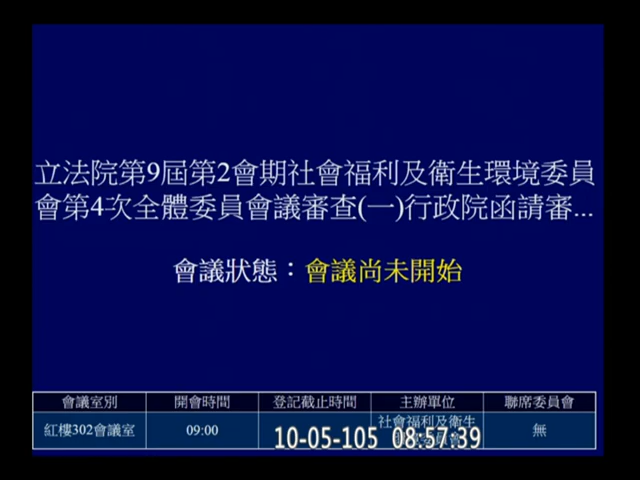 立法院第9屆第2會期社會福利及衛生環境委員
會第4次全體委員會議審查(一)行政院函請審...
會議狀態：會議尚未開始
會議室別 開會時間 登記截止時間 主辦單位 聯席委員會
紅樓302會議室 09:00 社會福利及衛生 無
10-05-105 08:57:39